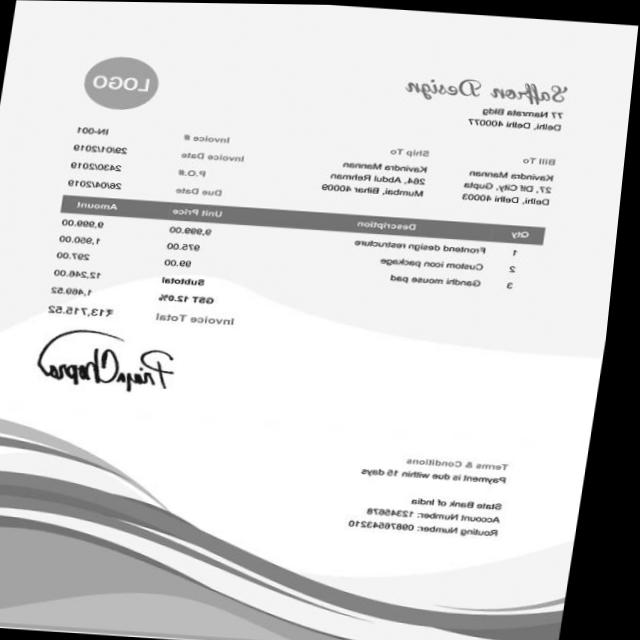 Saffron Design
LOGO
77 Namrata Bldg
Delhi, Delhi 400077
Bill To
Kavindra Mannan
27, Dlf City, Gupta
Delhi, Delhi 40003
Ship To
Kavindra Mannan
264, Abdul Rehman
Mumbai, Bihar 40009
Invoice # IN-001
Invoice Date 29/01/2019
P.O.# 2430/2019
Due Date 26/04/2019
Qty Description Unit Price Amount
1 Frontend design restructure 9,999.00 9,999.00
2 Custom icon package 975.00 1,950.00
3 Gandhi mouse pad 99.00 297.00
Subtotal 12,246.00
GST 12.0% 1,469.52
Invoice Total ₹13,715.52
Priya Chopra
Terms & Conditions
Payment is due within 15 days
State Bank of India
Account Number: 12345678
Routing Number: 09876543210